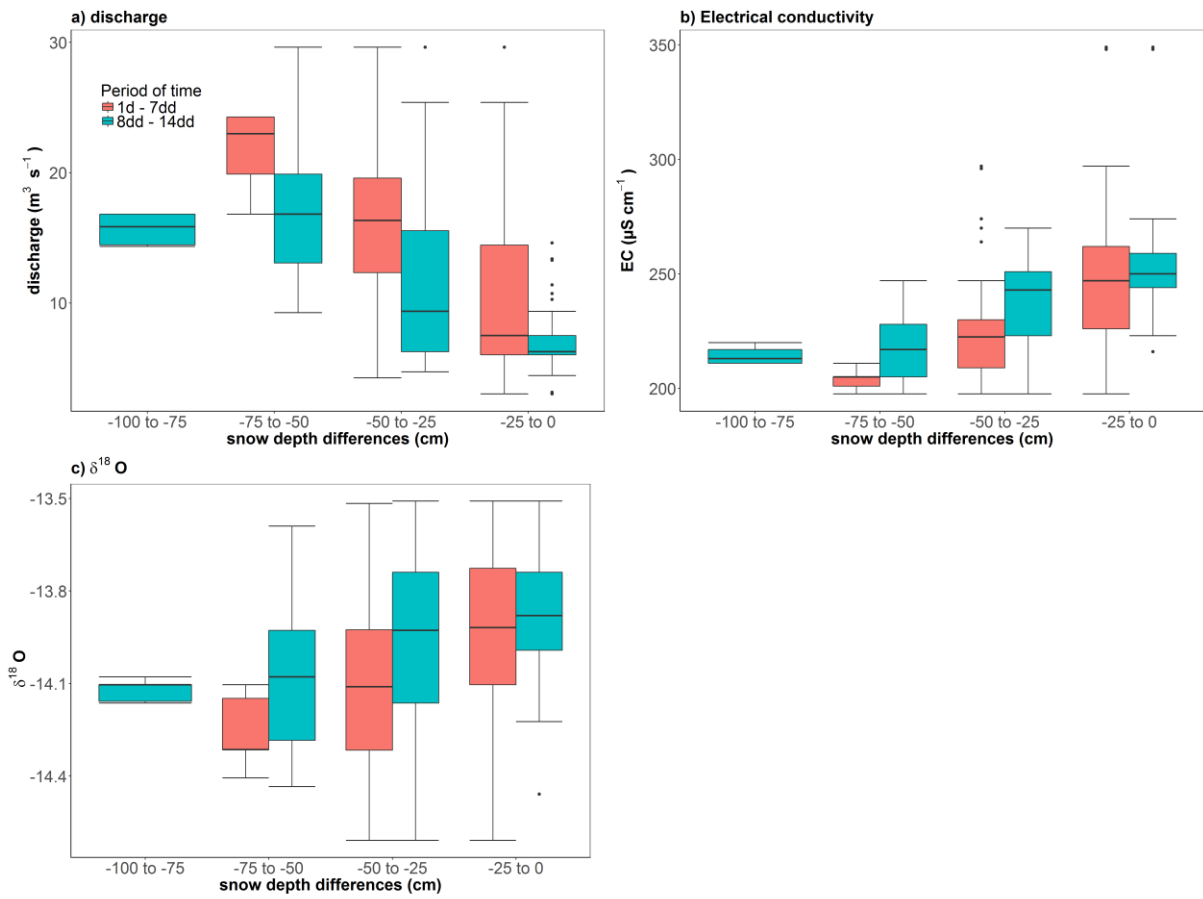 a) discharge
30
20
10
discharge (m³ s⁻¹)
Period of time
1d - 7dd
8dd - 14dd
-100 to -75
-75 to -50
-50 to -25
-25 to 0
snow depth differences (cm)
b) Electrical conductivity
350
300
250
200
EC (µS cm⁻¹)
-100 to -75
-75 to -50
-50 to -25
-25 to 0
snow depth differences (cm)
c) δ¹⁸ O
-13.5
-13.8
-14.1
-14.4
δ¹⁸ O
-100 to -75
-75 to -50
-50 to -25
-25 to 0
snow depth differences (cm)